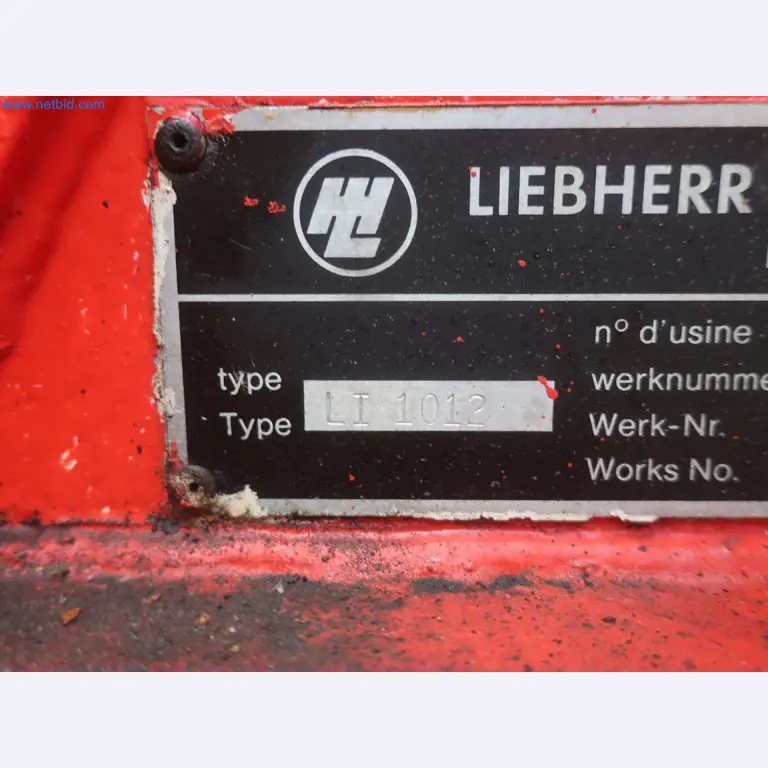 www.netbid.com
LIEBHERR
n° d'usine
type
werknumme
LI 1012
Type
Werk-Nr.
Works No.